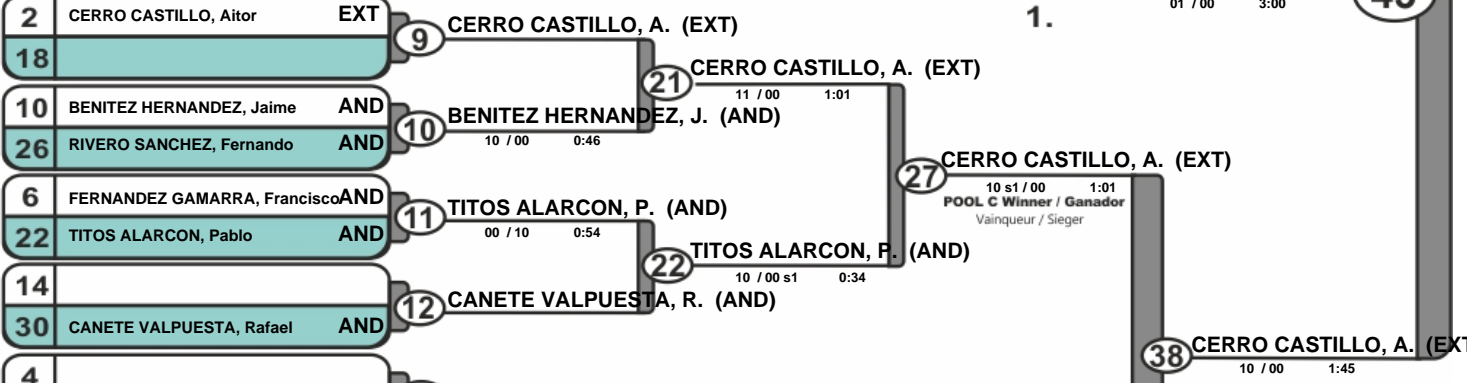 2 CERRO CASTILLO, Aitor EXT
18
10 BENITEZ HERNANDEZ, Jaime AND
26 RIVERO SANCHEZ, Fernando AND
6 FERNANDEZ GAMARRA, Francisco AND
22 TITOS ALARCON, Pablo AND
14
30 CANETE VALPUESTA, Rafael AND
4
9 CERRO CASTILLO, A. (EXT)
10 BENITEZ HERNANDEZ, J. (AND)
10 / 00 0:46
11 TITOS ALARCON, P. (AND)
00 / 10 0:54
12 CANETE VALPUESTA, R. (AND)
21 CERRO CASTILLO, A. (EXT)
11 / 00 1:01
22 TITOS ALARCON, P. (AND)
10 / 00 s1 0:34
27 CERRO CASTILLO, A. (EXT)
10 s1 / 00 1:01
POOL C Winner / Ganador
Vainqueur / Sieger
1.
01 / 00 3:00
38 CERRO CASTILLO, A. (EXT
10 / 00 1:45